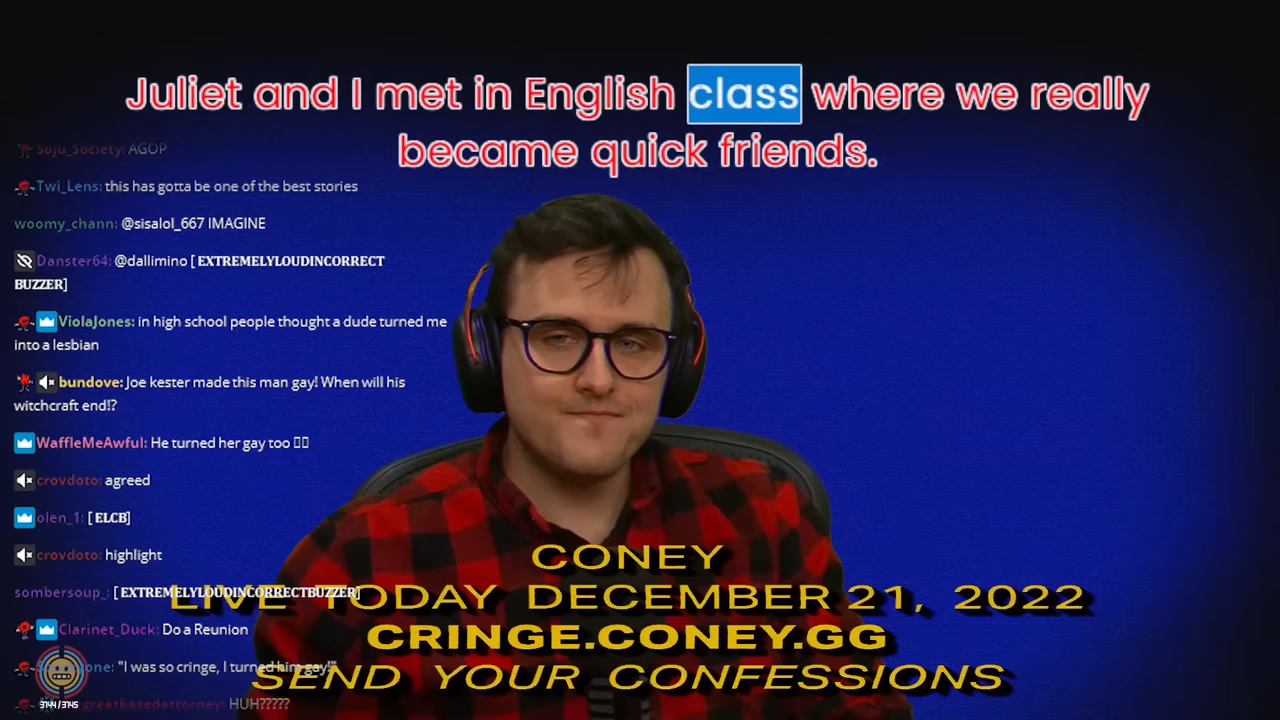 Juliet and I met in English class where we really
became quick friends.
Soju_Society: AGOP
Twi_Lens: this has gotta be one of the best stories
woomy_chann: @sisalol_667 IMAGINE
Danster64: @dallimino [ EXTREMELYLOUDINCORRECT
BUZZER]
ViolaJones: in high school people thought a dude turned me
into a lesbian
bundove: Joe kester made this man gay! When will his
witchcraft end!?
WaffleMeAwful: He turned her gay too
crovdoto: agreed
olen_1: [ ELCB]
crovdoto: highlight
sombersoup_: [ EXTREMELYLOUDINCORRECTBUZZER]
Clarinet_Duck: Do a Reunion
"I was so cringe, I turned him gay!"
greatbasedattorney: HUH?????
CONEY
LIVE TODAY DECEMBER 21, 2022
CRINGE.CONEY.GG
SEND YOUR CONFESSIONS
344/345